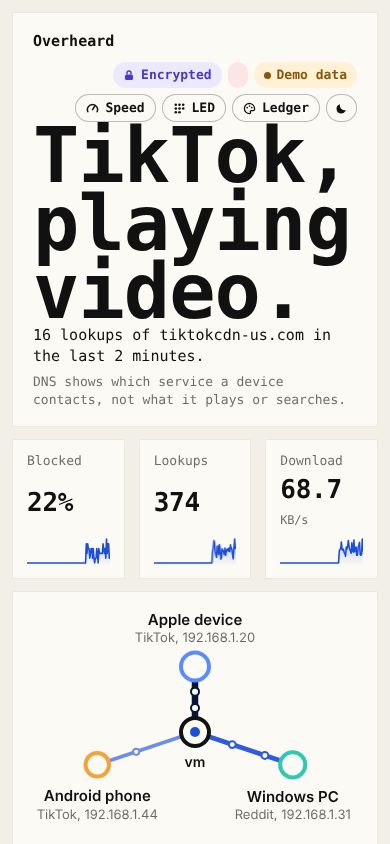 Overheard
Encrypted
Demo data
Speed
LED
Ledger
TikTok,
playing
video.
16 lookups of tiktokcdn-us.com in
the last 2 minutes.
DNS shows which service a device
contacts, not what it plays or searches.
Blocked
22%
Lookups
374
Download
68.7
KB/s
Apple device
TikTok, 192.168.1.20
vm
Android phone
TikTok, 192.168.1.44
Windows PC
Reddit, 192.168.1.31